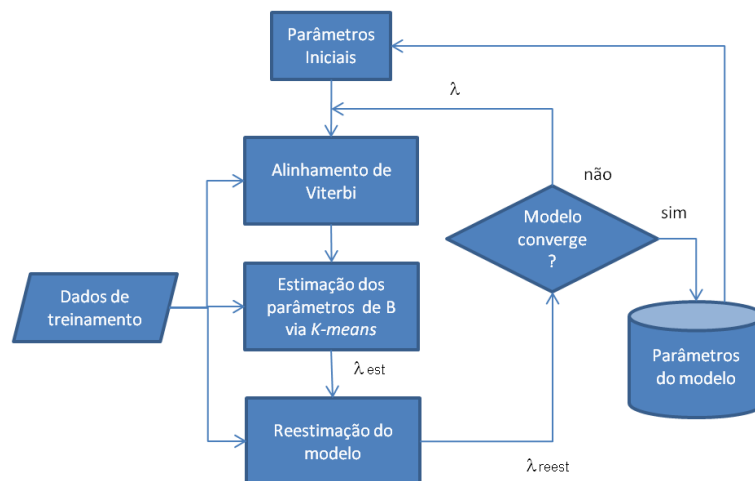 Parâmetros
Iniciais
λ
Alinhamento de
Viterbi
não
Modelo
converge
?
sim
Dados de
treinamento
Estimação dos
parâmetros de B
via K-means
Parâmetros
do modelo
λ est
Reestimação do
modelo
λ reest